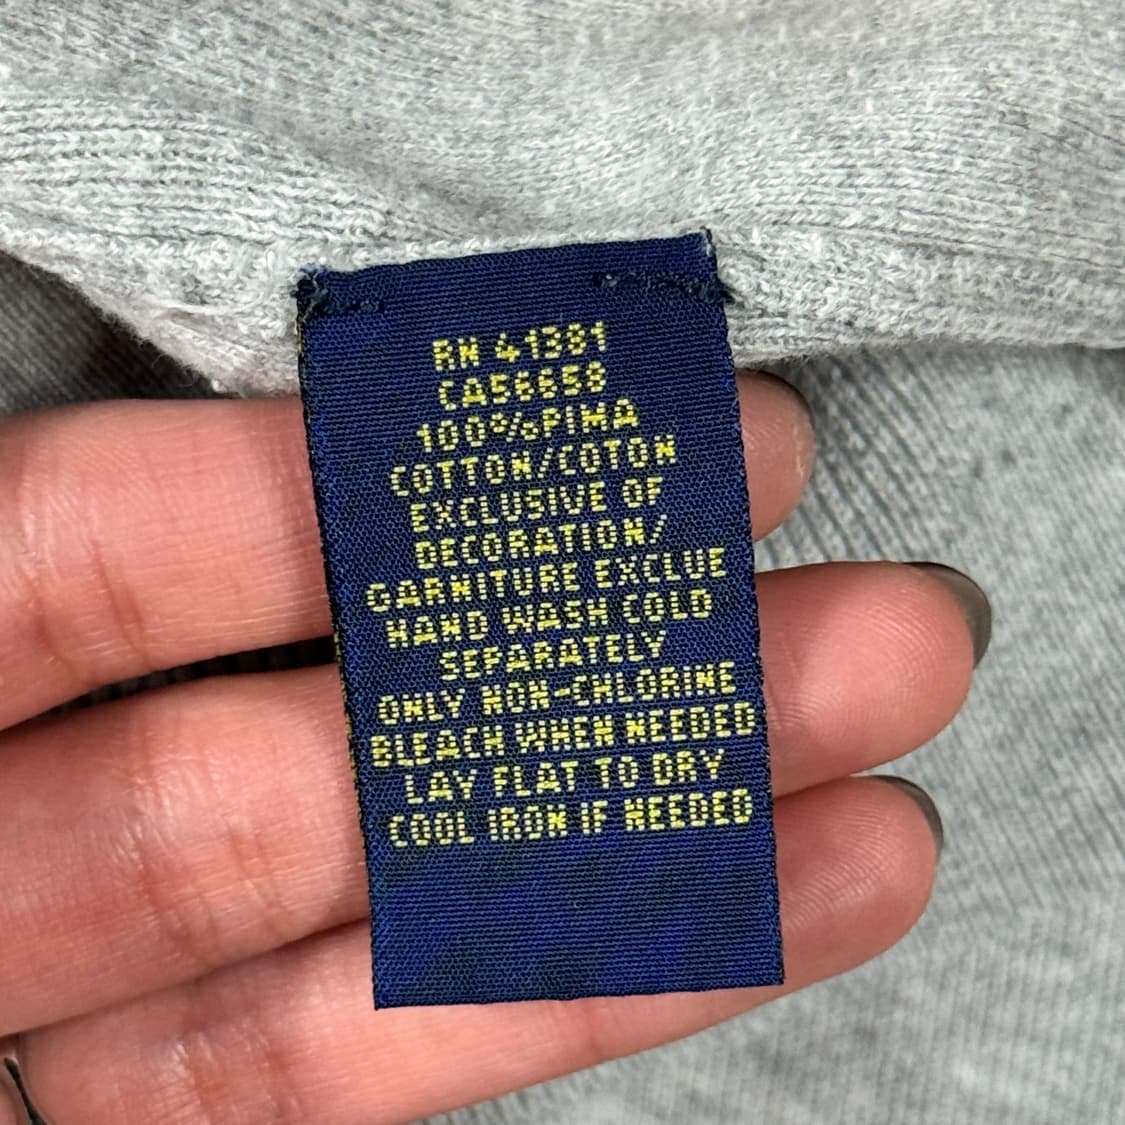 RN 41381
CA56658
100%PIMA
COTTON/COTON
EXCLUSIVE OF
DECORATION/
GARNITURE EXCLUE
HAND WASH COLD
SEPARATELY
ONLY NON-CHLORINE
BLEACH WHEN NEEDED
LAY FLAT TO DRY
COOL IRON IF NEEDED